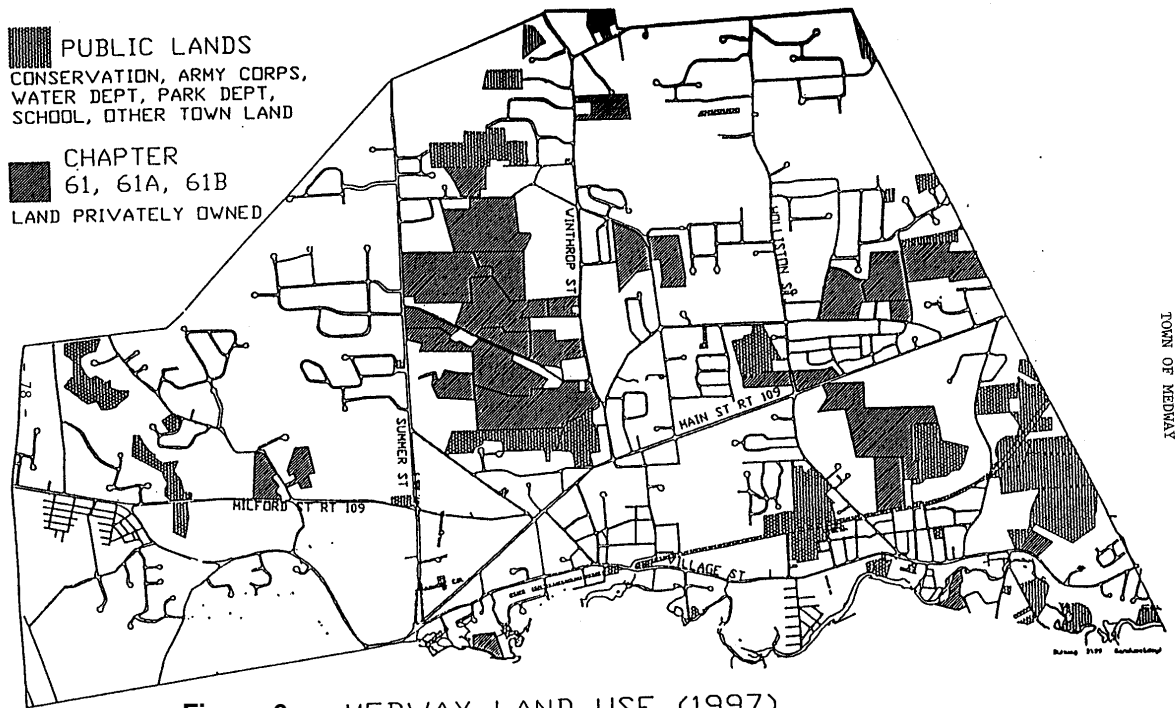 PUBLIC LANDS
CONSERVATION, ARMY CORPS,
WATER DEPT, PARK DEPT,
SCHOOL, OTHER TOWN LAND
CHAPTER
61, 61A, 61B
LAND PRIVATELY OWNED
WINTHROP ST
HOLLISTON ST
TOWN OF MEDWAY
- 78 -
MAIN ST RT 109
SUMMER ST
MILFORD ST RT 109
VILLAGE ST
MEDWAY LAND USE (1997)